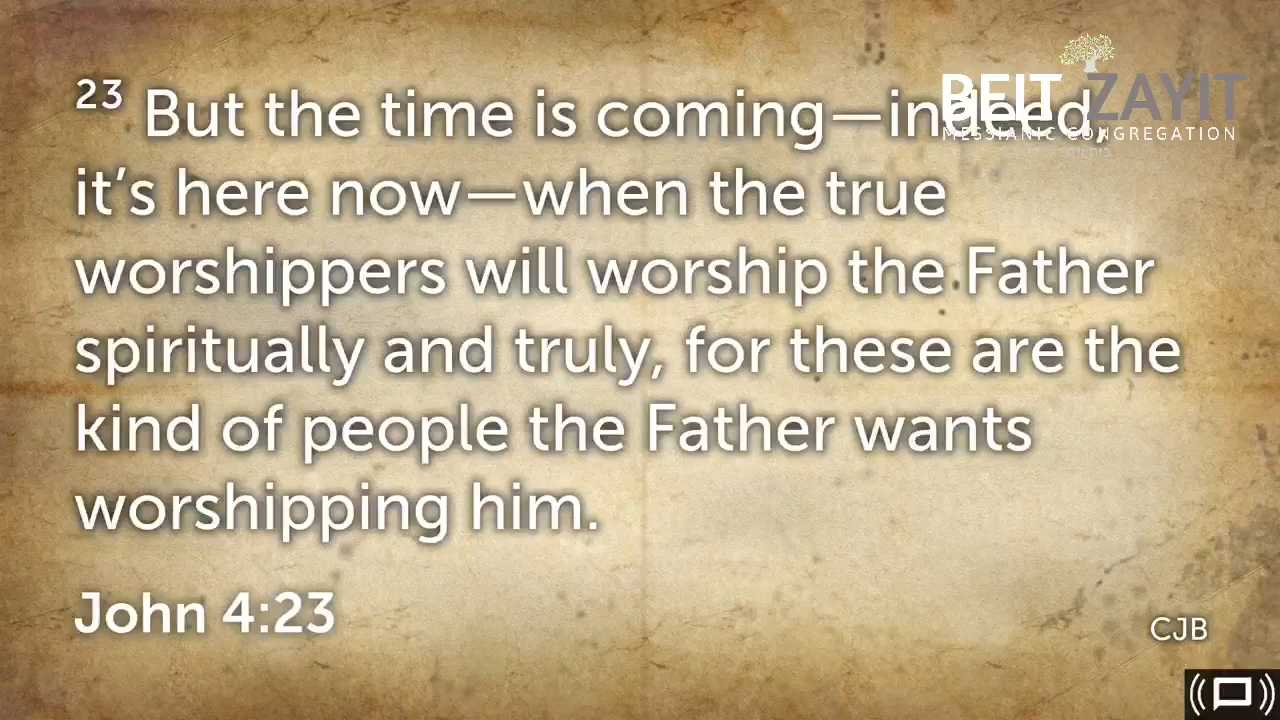 BEIT ZAYIT
MESSIANIC CONGREGATION
23 But the time is coming—indeed,
it’s here now—when the true
worshippers will worship the Father
spiritually and truly, for these are the
kind of people the Father wants
worshipping him.
John 4:23
CJB